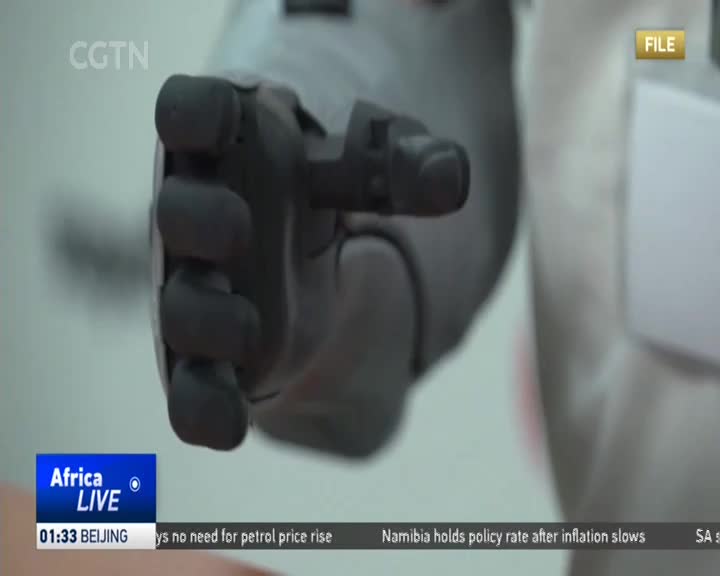 CGTN
FILE
Africa
LIVE
01:33 BEIJING
ys no need for petrol price rise Namibia holds policy rate after inflation slows SA